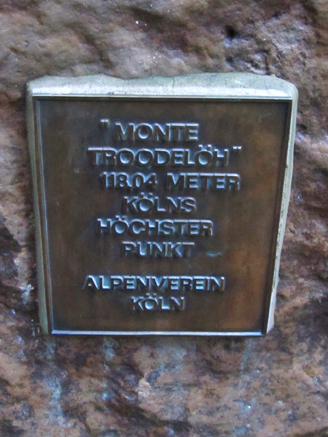 "MONTE
TROODELÖH"
118.04 METER
KÖLNS
HÖCHSTER
PUNKT
ALPENVEREIN
KÖLN